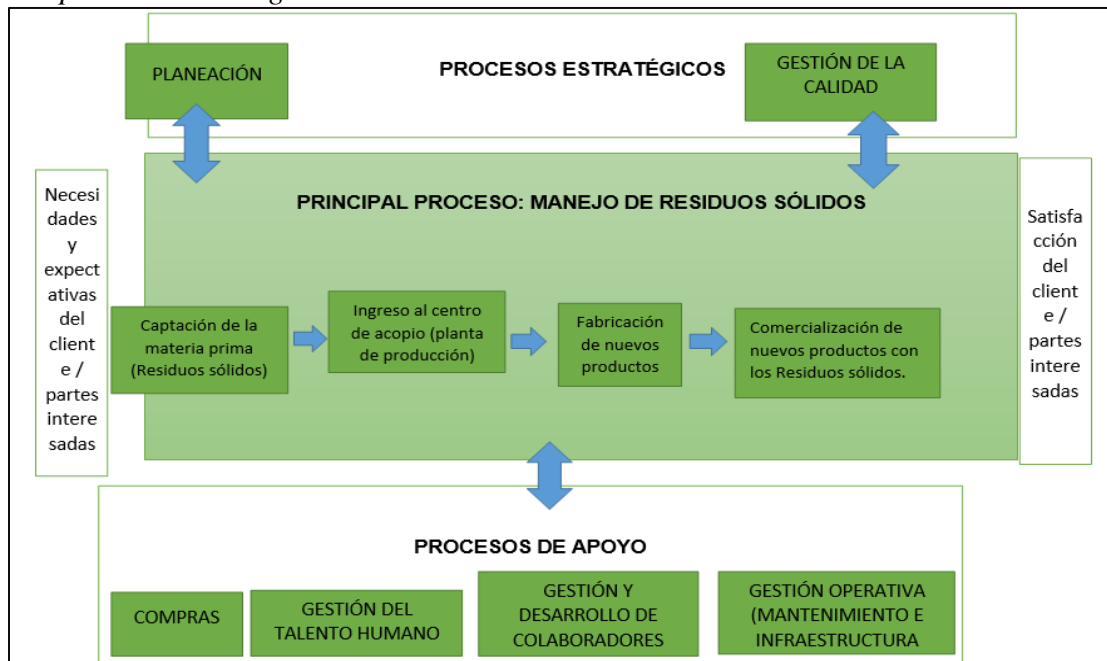 PLANEACIÓN
PROCESOS ESTRATÉGICOS
GESTIÓN DE LA
CALIDAD
Necesi
dades
y
expect
ativas
del
client
e /
partes
intere
sadas
PRINCIPAL PROCESO: MANEJO DE RESIDUOS SÓLIDOS
Captación de la
materia prima
(Residuos sólidos)
Ingreso al centro
de acopio (planta
de producción)
Fabricación
de nuevos
productos
Comercialización de
nuevos productos con
los Residuos sólidos.
Satisfa
cción
del
client
e /
partes
intere
sadas
PROCESOS DE APOYO
COMPRAS
GESTIÓN DEL
TALENTO HUMANO
GESTIÓN Y
DESARROLLO DE
COLABORADORES
GESTIÓN OPERATIVA
(MANTENIMIENTO E
INFRAESTRUCTURA